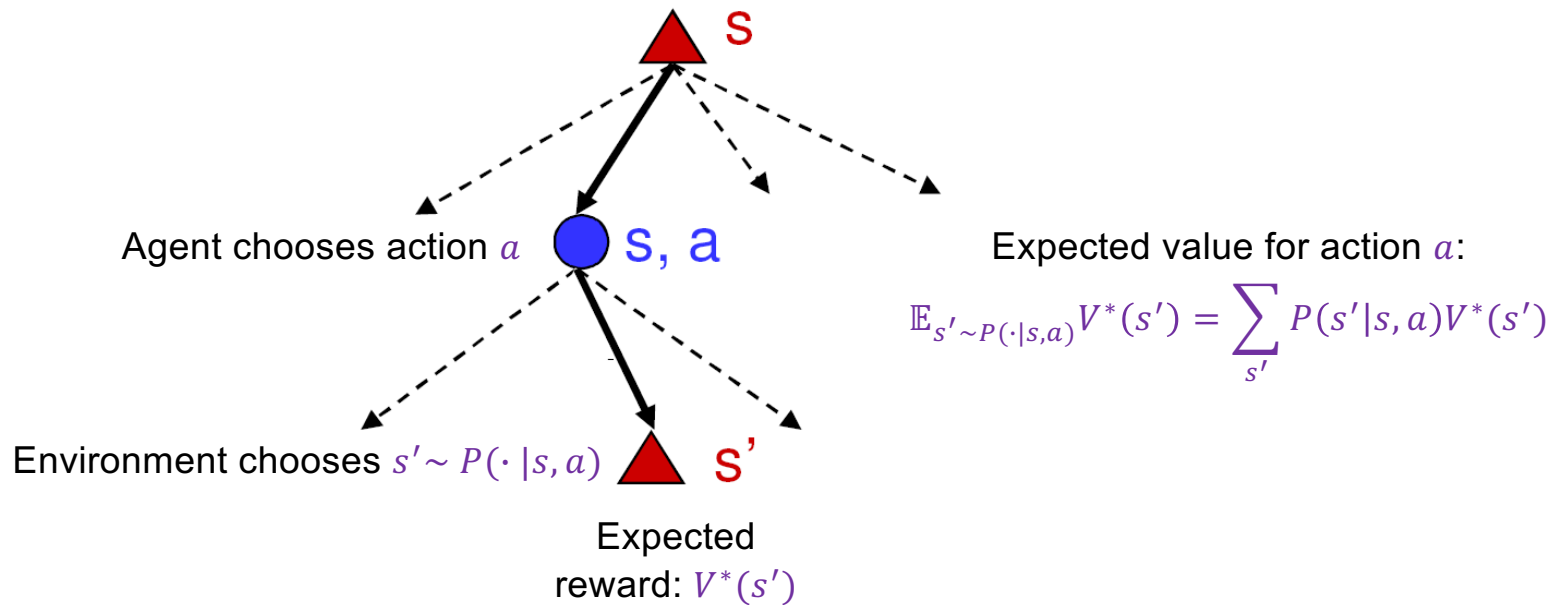 s
Agent chooses action 𝑎
s, a
Expected value for action 𝑎:
𝔼_{𝑠′~𝑃(·|𝑠,𝑎)}𝑉*(𝑠′) = ∑_{𝑠′} 𝑃(𝑠′|𝑠, 𝑎)𝑉*(𝑠′)
Environment chooses 𝑠′~ 𝑃(· |𝑠, 𝑎)
s’
Expected
reward: 𝑉*(𝑠′)